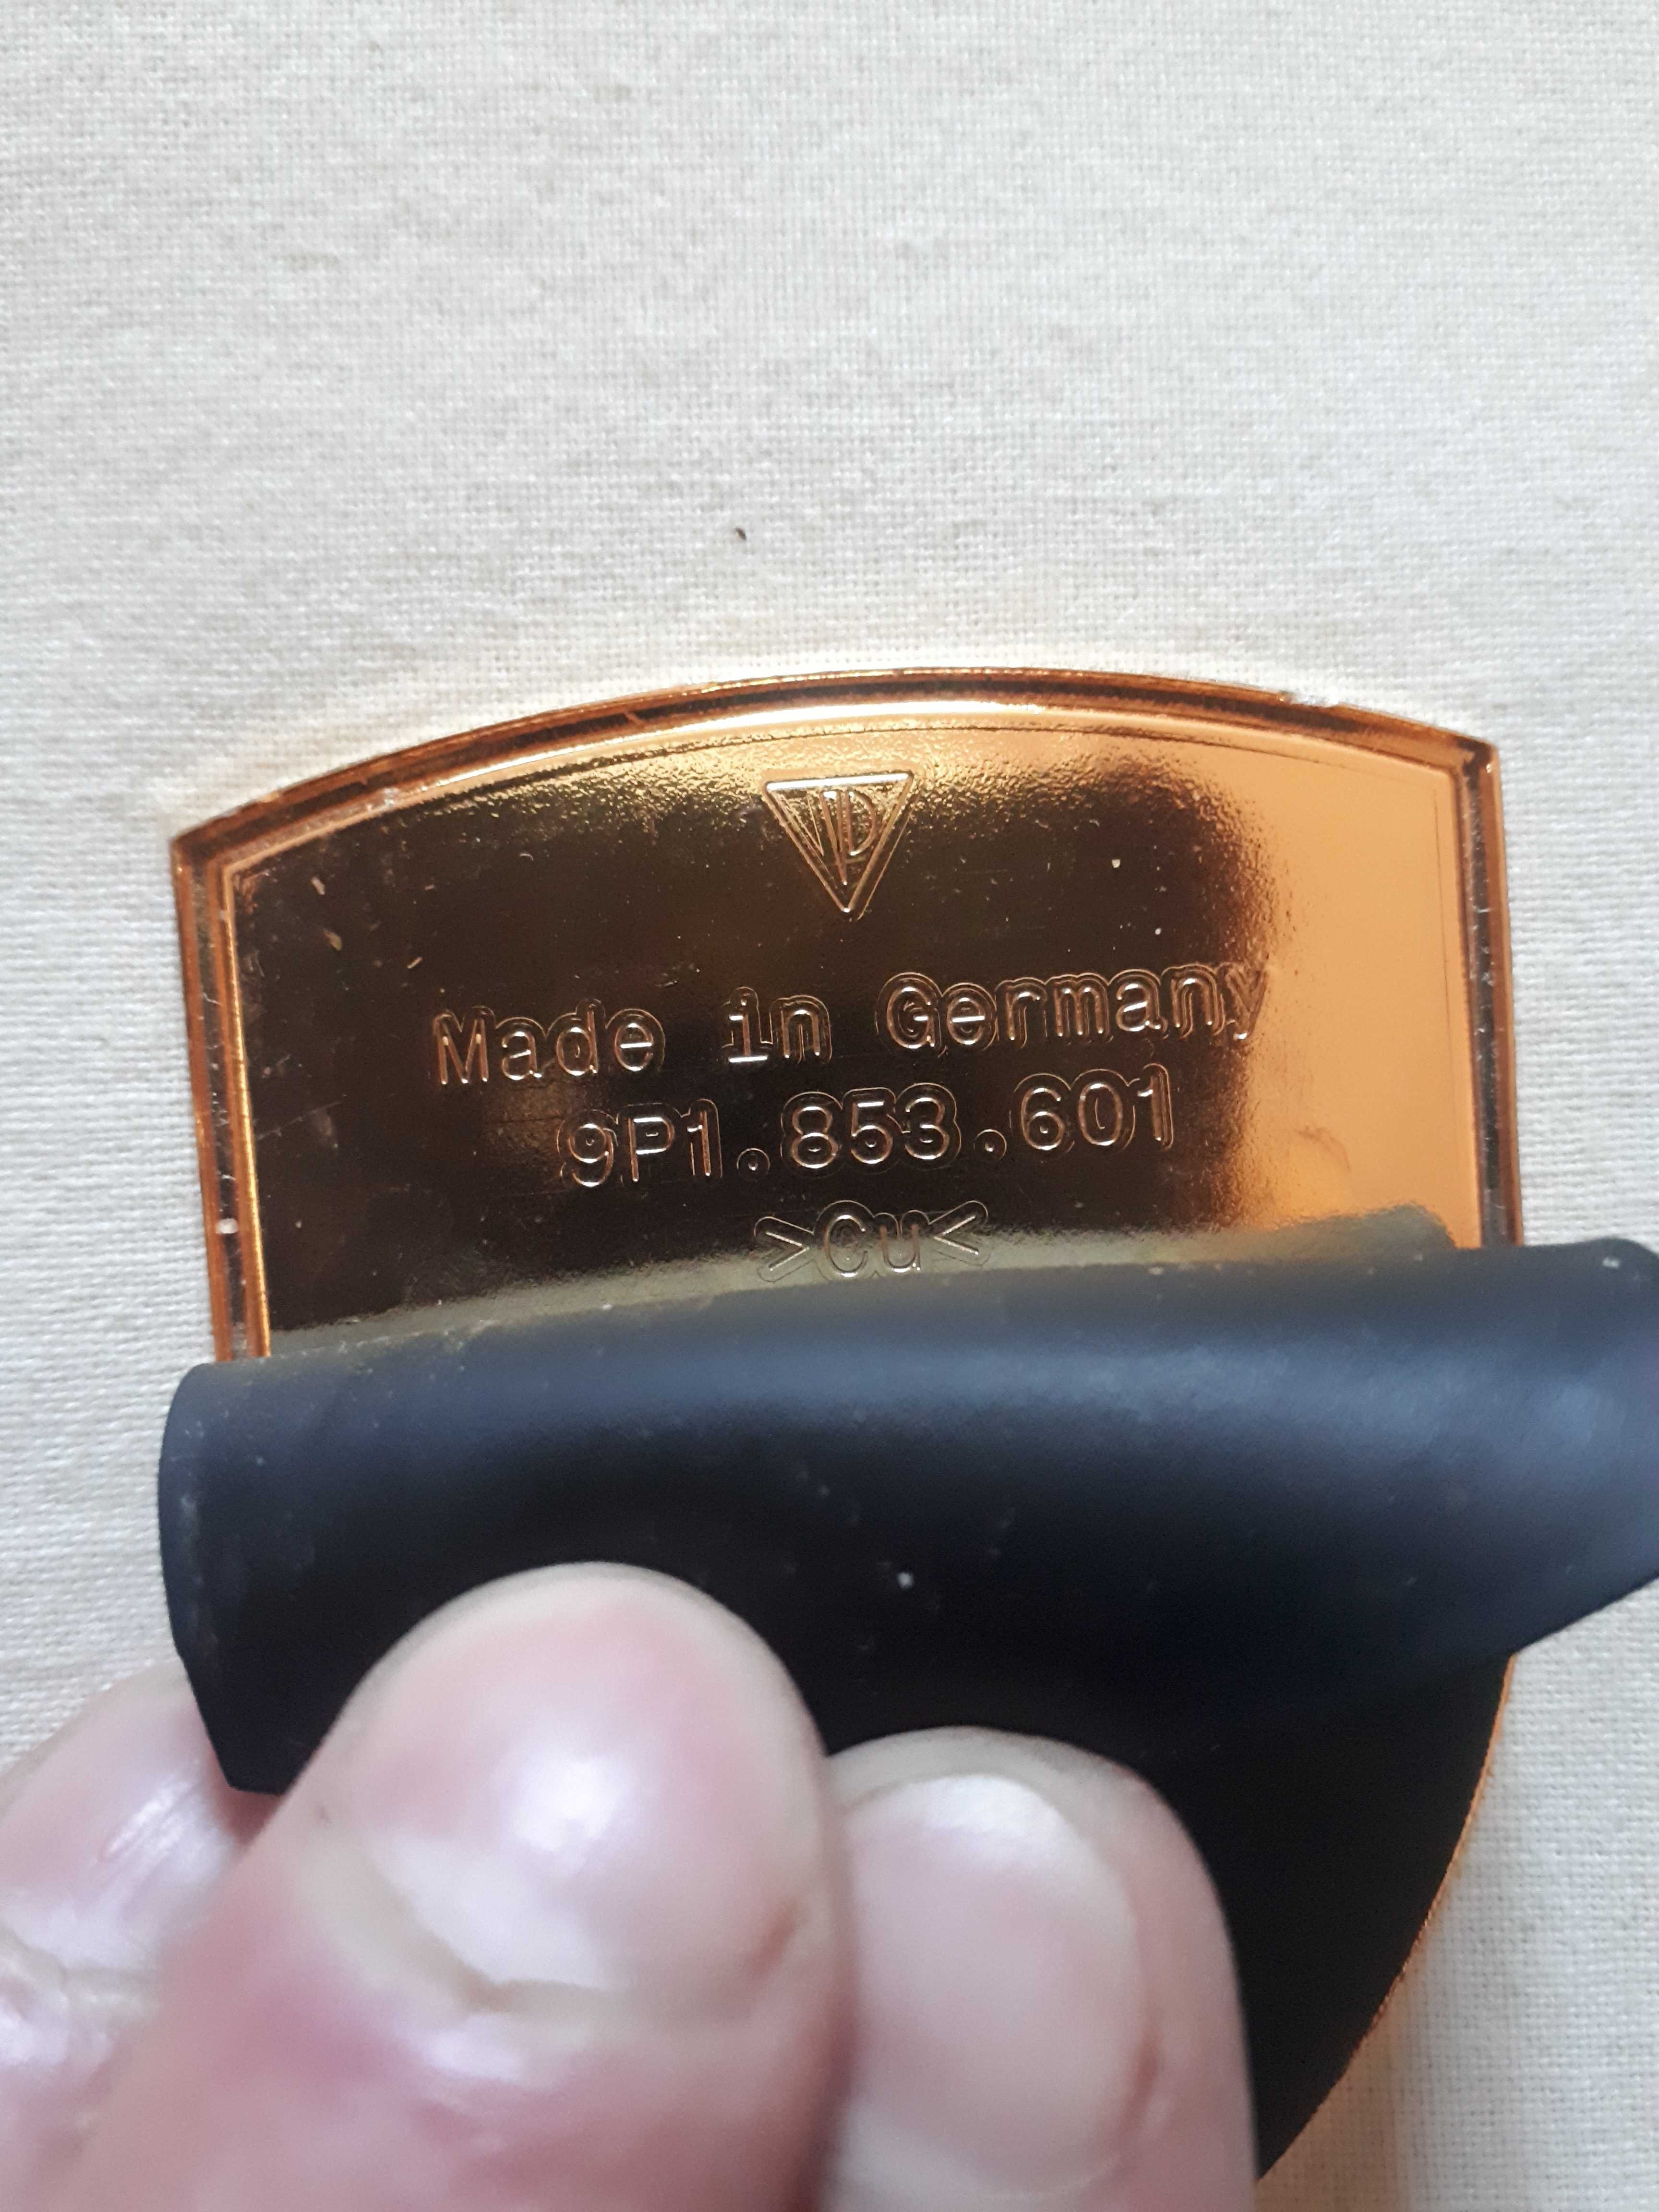 Made in Germany
9P1.853.601
>Cu<